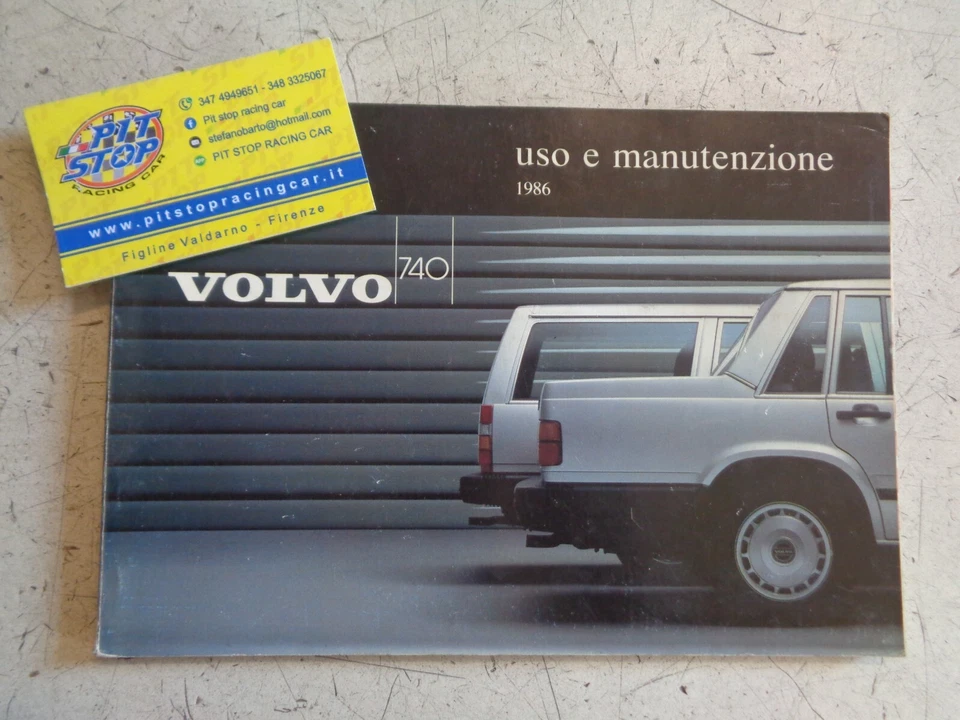 PIT
STOP
RACING CAR
347 4949651 - 348 3325067
Pit stop racing car
stefanobarto@hotmail.com
PIT STOP RACING CAR
www.pitstopracingcar.it
Figline Valdarno - Firenze
uso e manutenzione
1986
VOLVO 740
VOLVO